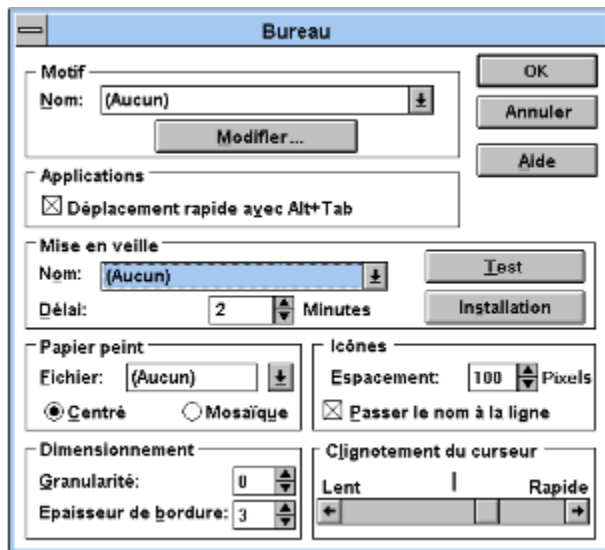 Bureau
Motif
Nom: (Aucun)
Modifier...
OK
Annuler
Aide
Applications
Déplacement rapide avec Alt+Tab
Mise en veille
Nom: (Aucun)
Délai: 2 Minutes
Test
Installation
Papier peint
Fichier: (Aucun)
Centré Mosaïque
Icônes
Espacement: 100 Pixels
Passer le nom à la ligne
Dimensionnement
Granularité: 0
Epaisseur de bordure: 3
Clignotement du curseur
Lent Rapide